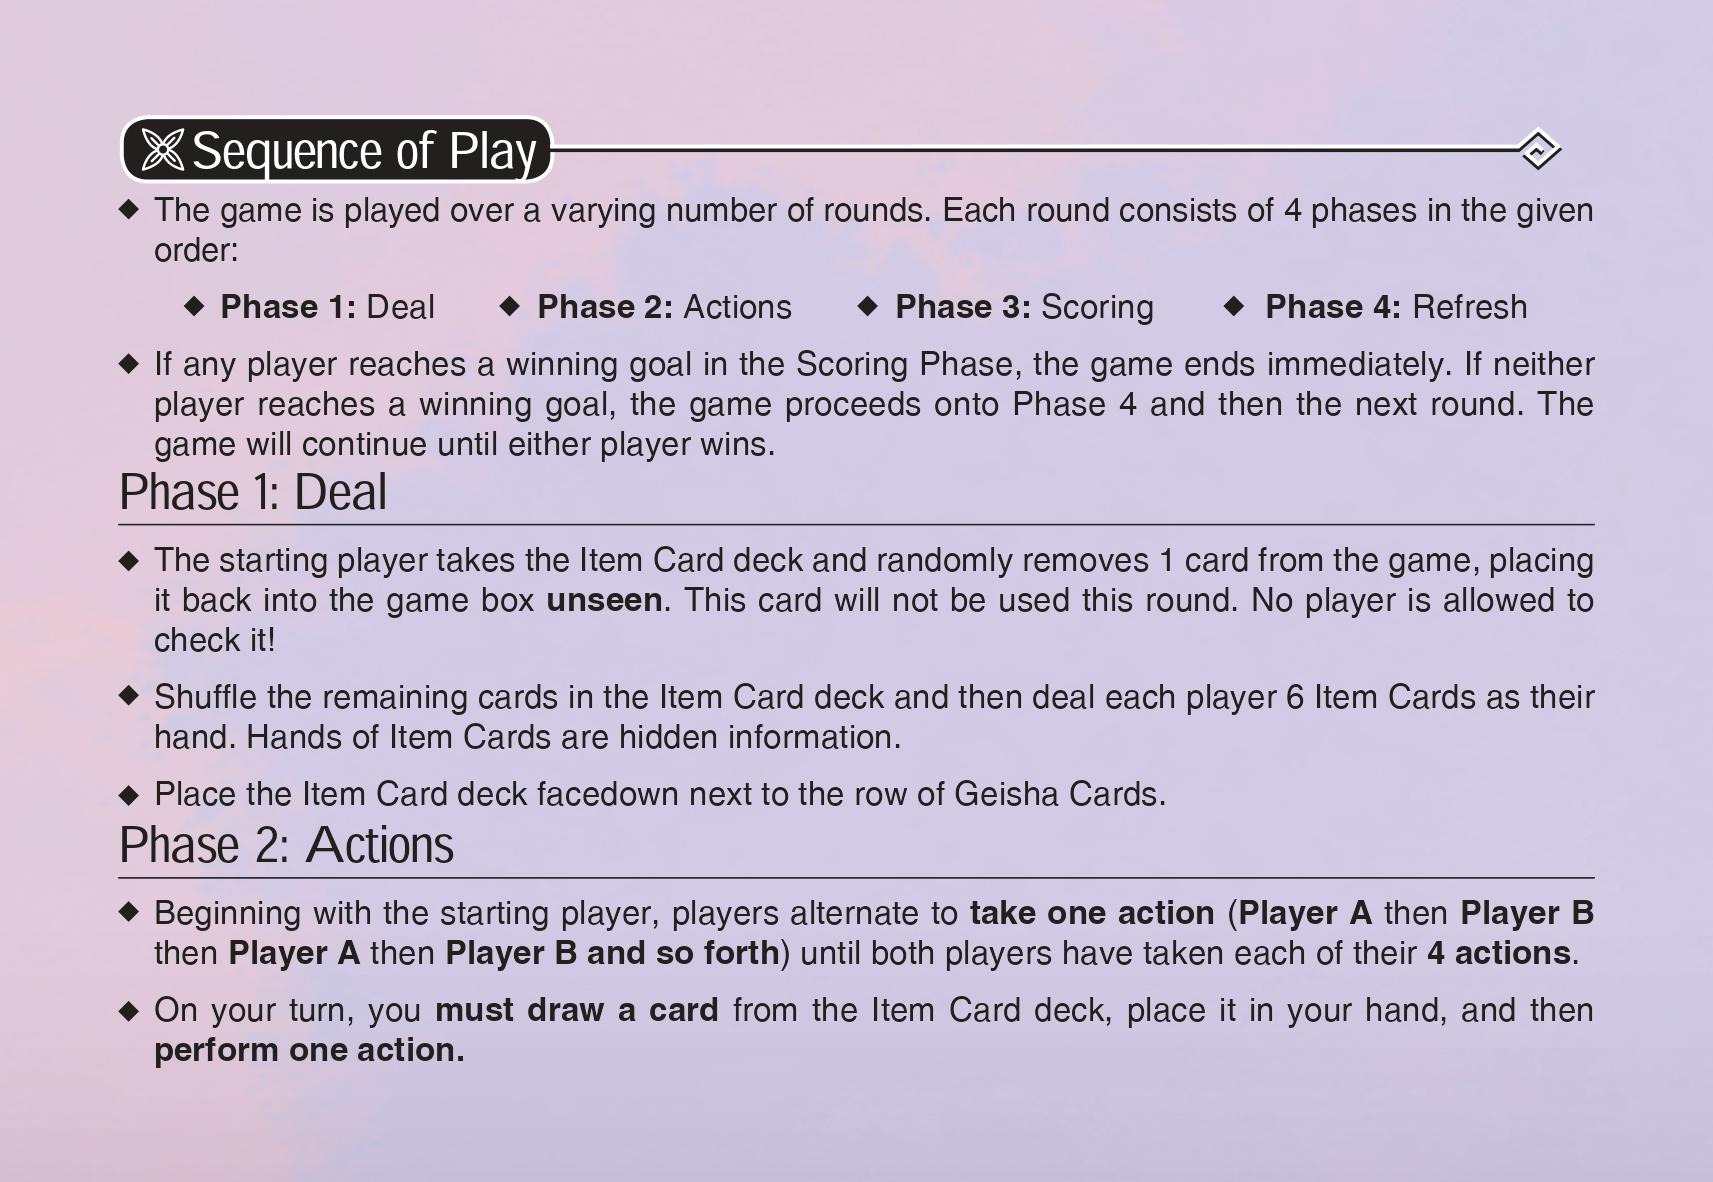 Sequence of Play
◆ The game is played over a varying number of rounds. Each round consists of 4 phases in the given
order:
◆ Phase 1: Deal ◆ Phase 2: Actions ◆ Phase 3: Scoring ◆ Phase 4: Refresh
◆ If any player reaches a winning goal in the Scoring Phase, the game ends immediately. If neither
player reaches a winning goal, the game proceeds onto Phase 4 and then the next round. The
game will continue until either player wins.
Phase 1: Deal
◆ The starting player takes the Item Card deck and randomly removes 1 card from the game, placing
it back into the game box unseen. This card will not be used this round. No player is allowed to
check it!
◆ Shuffle the remaining cards in the Item Card deck and then deal each player 6 Item Cards as their
hand. Hands of Item Cards are hidden information.
◆ Place the Item Card deck facedown next to the row of Geisha Cards.
Phase 2: Actions
◆ Beginning with the starting player, players alternate to take one action (Player A then Player B
then Player A then Player B and so forth) until both players have taken each of their 4 actions.
◆ On your turn, you must draw a card from the Item Card deck, place it in your hand, and then
perform one action.